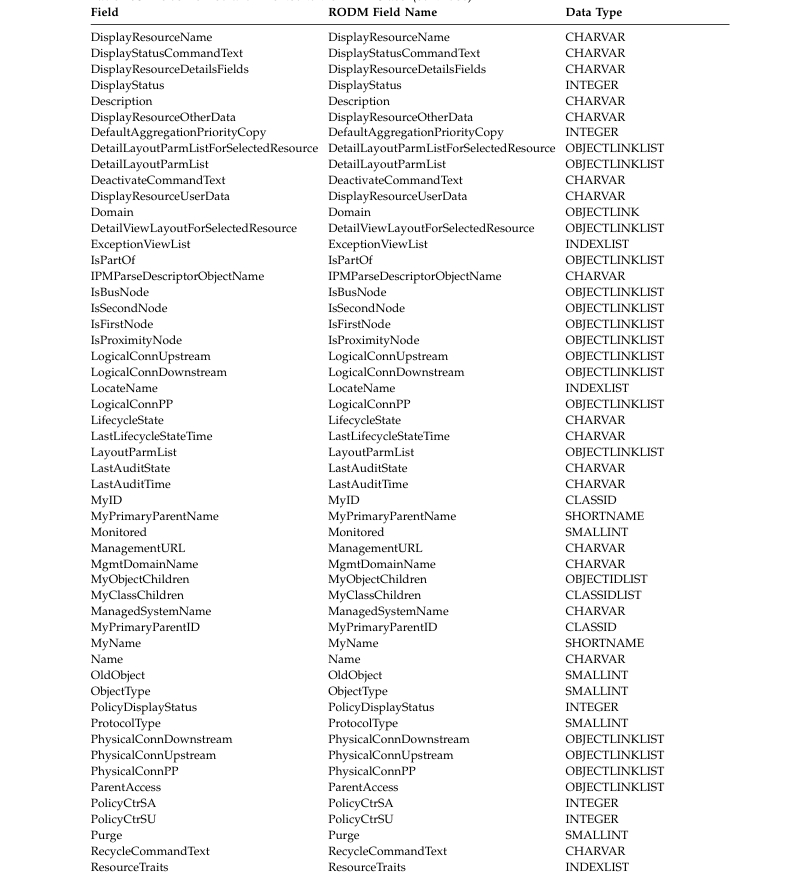 Field RODM Field Name Data Type
DisplayResourceName DisplayResourceName CHARVAR
DisplayStatusCommandText DisplayStatusCommandText CHARVAR
DisplayResourceDetailsFields DisplayResourceDetailsFields CHARVAR
DisplayStatus DisplayStatus INTEGER
Description Description CHARVAR
DisplayResourceOtherData DisplayResourceOtherData CHARVAR
DefaultAggregationPriorityCopy DefaultAggregationPriorityCopy INTEGER
DetailLayoutParmListForSelectedResource DetailLayoutParmListForSelectedResource OBJECTLINKLIST
DetailLayoutParmList DetailLayoutParmList OBJECTLINKLIST
DeactivateCommandText DeactivateCommandText CHARVAR
DisplayResourceUserData DisplayResourceUserData CHARVAR
Domain Domain OBJECTLINK
DetailViewLayoutForSelectedResource DetailViewLayoutForSelectedResource OBJECTLINKLIST
ExceptionViewList ExceptionViewList INDEXLIST
IsPartOf IsPartOf OBJECTLINKLIST
IPMParseDescriptorObjectName IPMParseDescriptorObjectName CHARVAR
IsBusNode IsBusNode OBJECTLINKLIST
IsSecondNode IsSecondNode OBJECTLINKLIST
IsFirstNode IsFirstNode OBJECTLINKLIST
IsProximityNode IsProximityNode OBJECTLINKLIST
LogicalConnUpstream LogicalConnUpstream OBJECTLINKLIST
LogicalConnDownstream LogicalConnDownstream OBJECTLINKLIST
LocateName LocateName INDEXLIST
LogicalConnPP LogicalConnPP OBJECTLINKLIST
LifecycleState LifecycleState CHARVAR
LastLifecycleStateTime LastLifecycleStateTime CHARVAR
LayoutParmList LayoutParmList OBJECTLINKLIST
LastAuditState LastAuditState CHARVAR
LastAuditTime LastAuditTime CHARVAR
MyID MyID CLASSID
MyPrimaryParentName MyPrimaryParentName SHORTNAME
Monitored Monitored SMALLINT
ManagementURL ManagementURL CHARVAR
MgmtDomainName MgmtDomainName CHARVAR
MyObjectChildren MyObjectChildren OBJECTIDLIST
MyClassChildren MyClassChildren CLASSIDLIST
ManagedSystemName ManagedSystemName CHARVAR
MyPrimaryParentID MyPrimaryParentID CLASSID
MyName MyName SHORTNAME
Name Name CHARVAR
OldObject OldObject SMALLINT
ObjectType ObjectType SMALLINT
PolicyDisplayStatus PolicyDisplayStatus INTEGER
ProtocolType ProtocolType SMALLINT
PhysicalConnDownstream PhysicalConnDownstream OBJECTLINKLIST
PhysicalConnUpstream PhysicalConnUpstream OBJECTLINKLIST
PhysicalConnPP PhysicalConnPP OBJECTLINKLIST
ParentAccess ParentAccess OBJECTLINKLIST
PolicyCtrSA PolicyCtrSA INTEGER
PolicyCtrSU PolicyCtrSU INTEGER
Purge Purge SMALLINT
RecycleCommandText RecycleCommandText CHARVAR
ResourceTraits ResourceTraits INDEXLIST